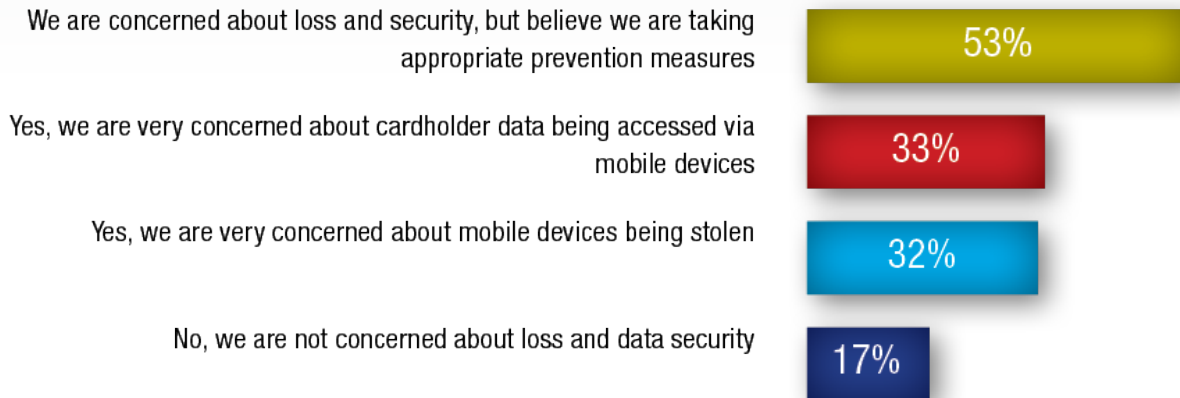 We are concerned about loss and security, but believe we are taking
appropriate prevention measures
53%
Yes, we are very concerned about cardholder data being accessed via
mobile devices
33%
Yes, we are very concerned about mobile devices being stolen
32%
No, we are not concerned about loss and data security
17%